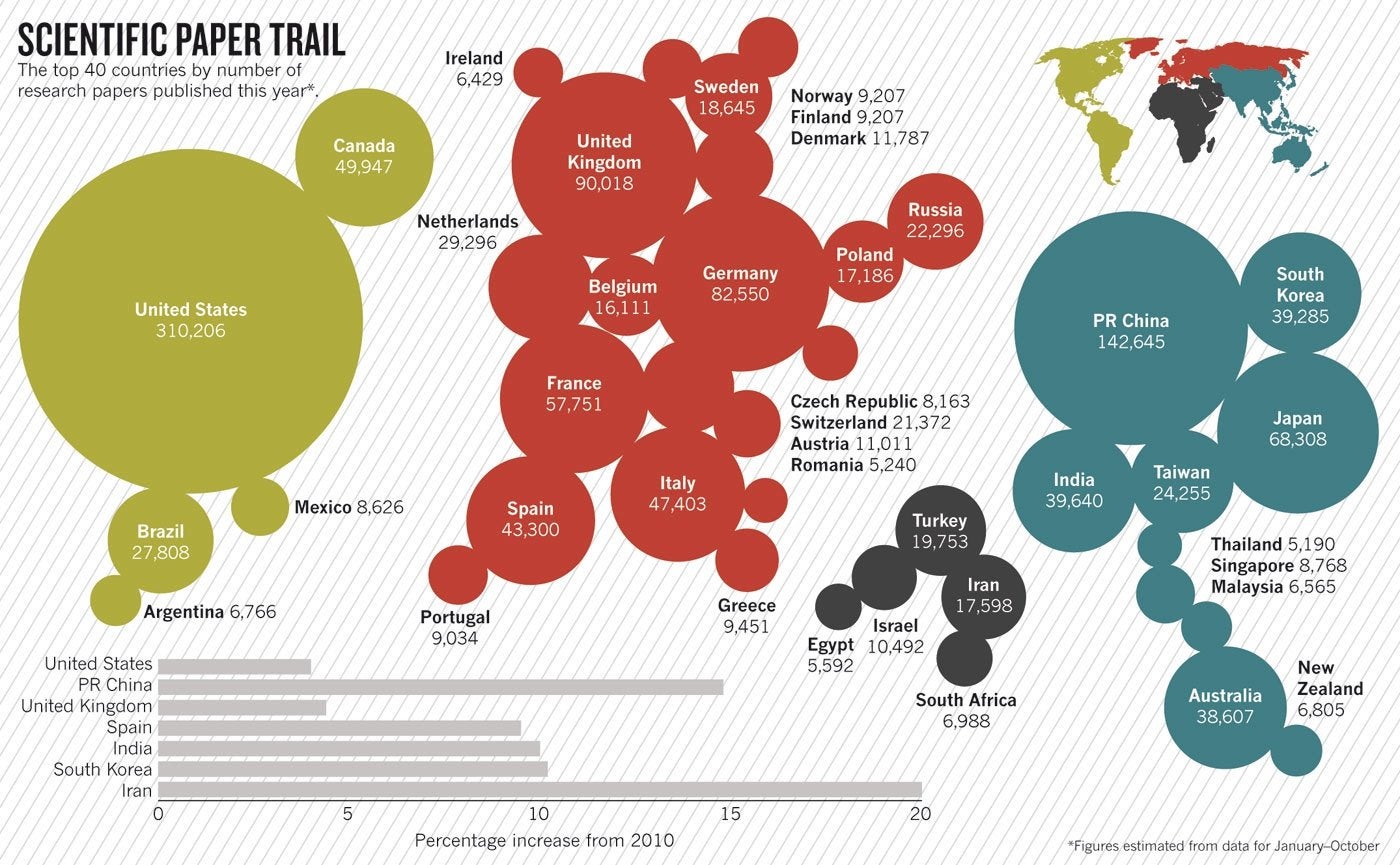 SCIENTIFIC PAPER TRAIL
The top 40 countries by number of
research papers published this year*.
Canada
49,947
United States
310,206
Mexico 8,626
Brazil
27,808
Argentina 6,766
Ireland
6,429
Sweden
18,645
Norway 9,207
Finland 9,207
Denmark 11,787
United
Kingdom
90,018
Netherlands
29,296
Belgium
16,111
Germany
82,550
Poland
17,186
Russia
22,296
France
57,751
Czech Republic 8,163
Switzerland 21,372
Austria 11,011
Romania 5,240
Spain
43,300
Italy
47,403
Portugal
9,034
Greece
9,451
Turkey
19,753
Iran
17,598
Israel
10,492
Egypt
5,592
South Africa
6,988
PR China
142,645
South
Korea
39,285
Japan
68,308
India
39,640
Taiwan
24,255
Thailand 5,190
Singapore 8,768
Malaysia 6,565
Australia
38,607
New
Zealand
6,805
United States
PR China
United Kingdom
Spain
India
South Korea
Iran
0 5 10 15 20
Percentage increase from 2010
*Figures estimated from data for January–October